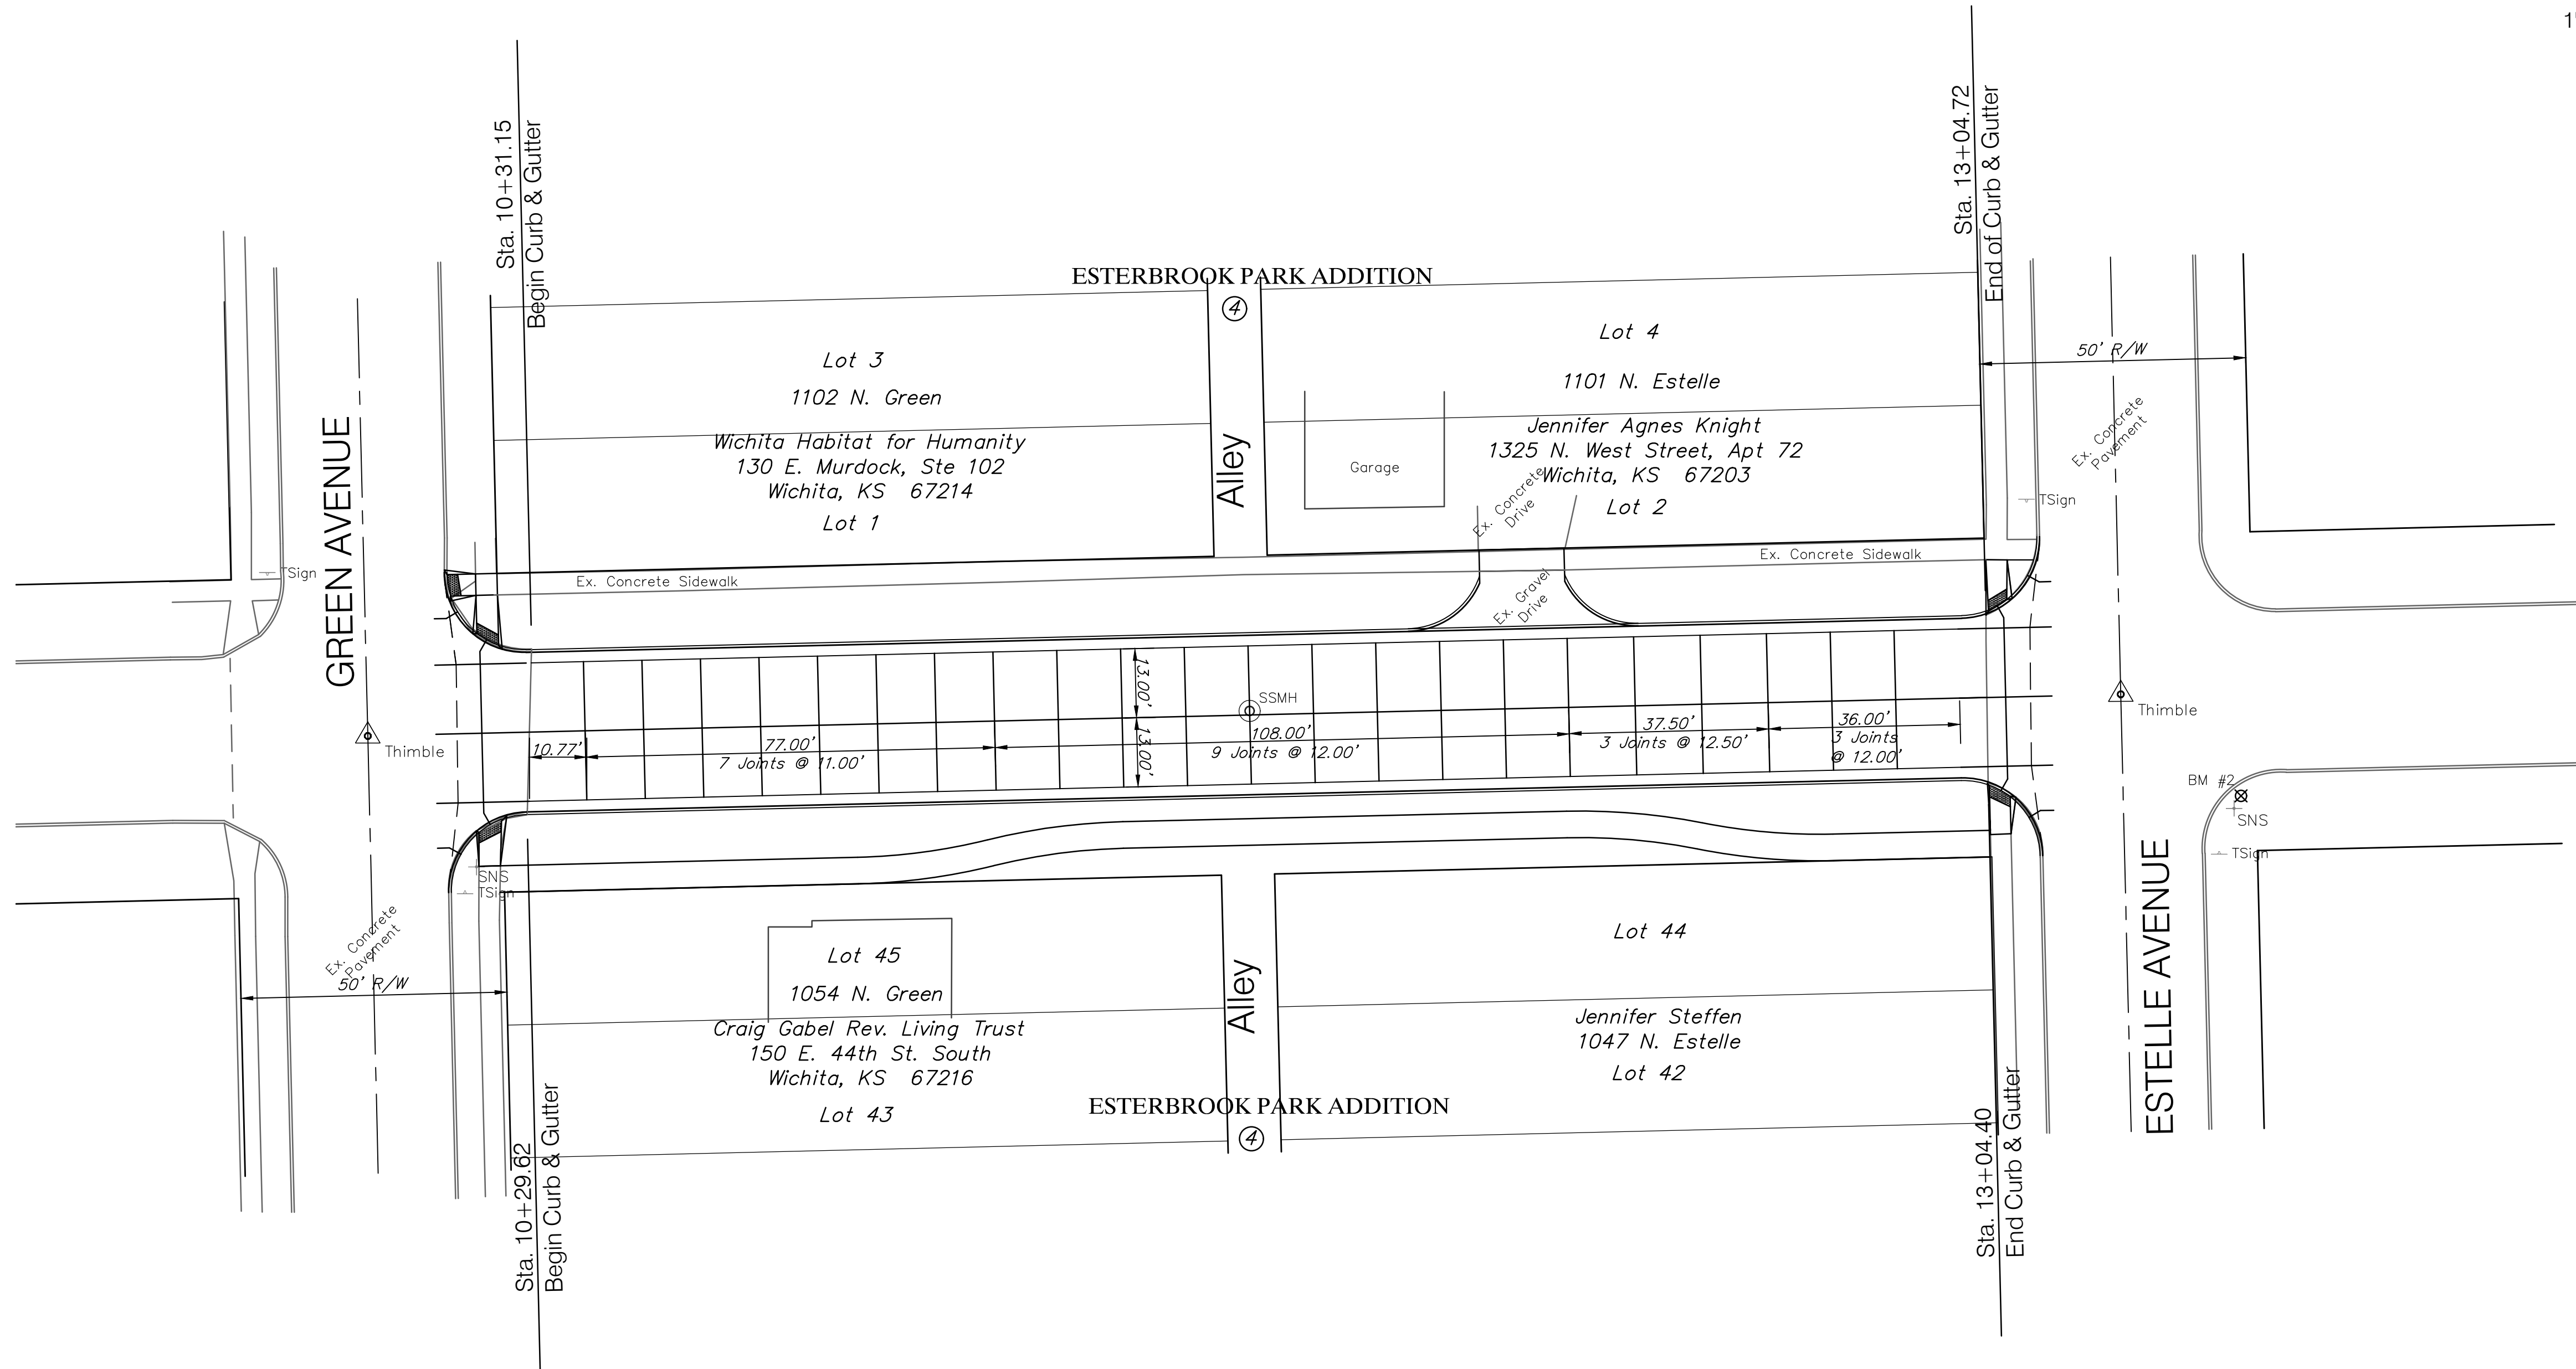 1"
Sta. 10+31.15
Begin Curb & Gutter
Sta. 13+04.72
End of Curb & Gutter
ESTERBROOK PARK ADDITION
4
Lot 3
1102 N. Green
Wichita Habitat for Humanity
130 E. Murdock, Ste 102
Wichita, KS 67214
Lot 1
Alley
Lot 4
1101 N. Estelle
Jennifer Agnes Knight
1325 N. West Street, Apt 72
Wichita, KS 67203
Lot 2
Garage
50' R/W
Ex. Concrete
Pavement
TSign
GREEN AVENUE
TSign
Ex. Concrete Sidewalk
Ex. Concrete
Drive
Ex. Gravel
Drive
Ex. Concrete Sidewalk
Thimble
13.00'
13.00'
SSMH
10.77'
77.00'
7 Joints @ 11.00'
108.00'
9 Joints @ 12.00'
37.50'
3 Joints @ 12.50'
36.00'
3 Joints
@ 12.00'
Thimble
BM #2
SNS
TSign
SNS
TSign
Ex. Concrete
Pavement
50' R/W
Lot 45
1054 N. Green
Craig Gabel Rev. Living Trust
150 E. 44th St. South
Wichita, KS 67216
Lot 43
Alley
Lot 44
Jennifer Steffen
1047 N. Estelle
Lot 42
ESTELLE AVENUE
ESTERBROOK PARK ADDITION
4
Sta. 10+29.62
Begin Curb & Gutter
Sta. 13+04.40
End Curb & Gutter